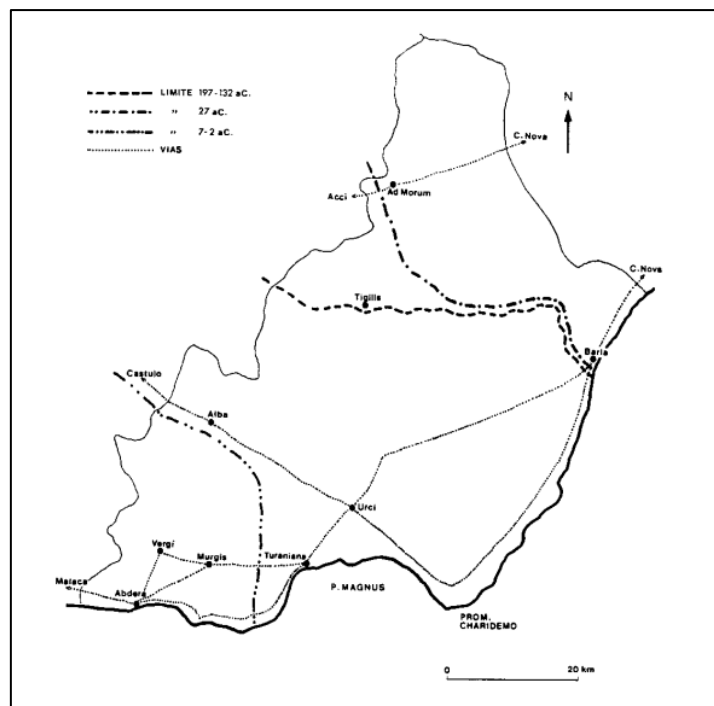 LIMITE 197-132 aC.
" 27 aC.
" 7-2 aC.
VIAS
N
C. Nova
Acci
Ad Morum
C. Nova
Tigilla
Baria
Castulo
Alba
Urci
Vergi
Murgis
Turaniana
Malaca
Abdera
P. MAGNUS
PROM.
CHARIDEMO
0 20 km